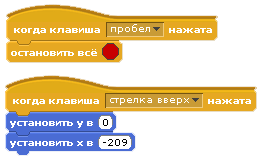 когда клавиша пробел нажата
остановить всё
когда клавиша стрелка вверх нажата
установить y в 0
установить x в -209